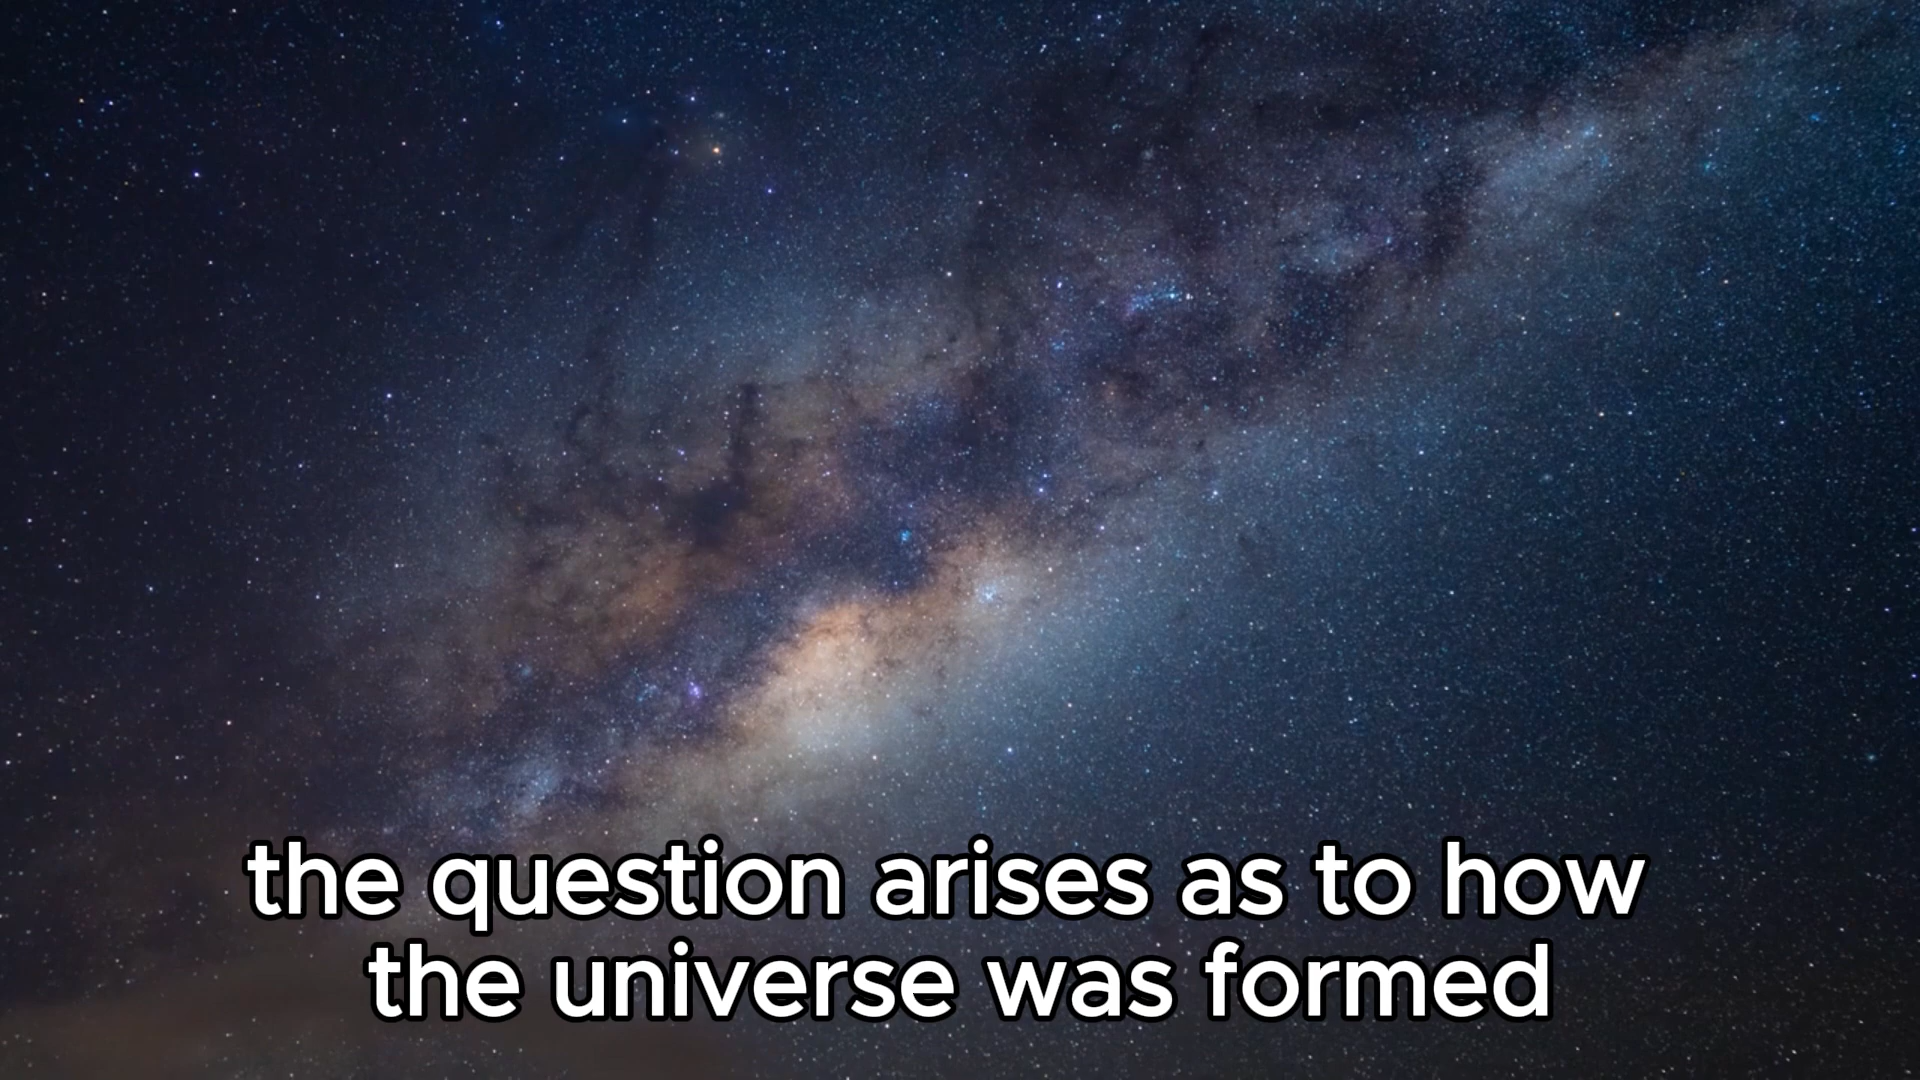 the question arises as to how
the universe was formed